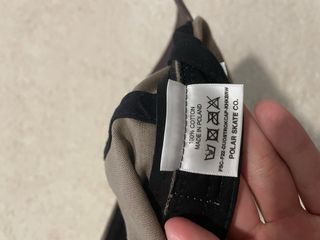 100% COTTON
MADE IN POLAND
POLAR SKATE CO.